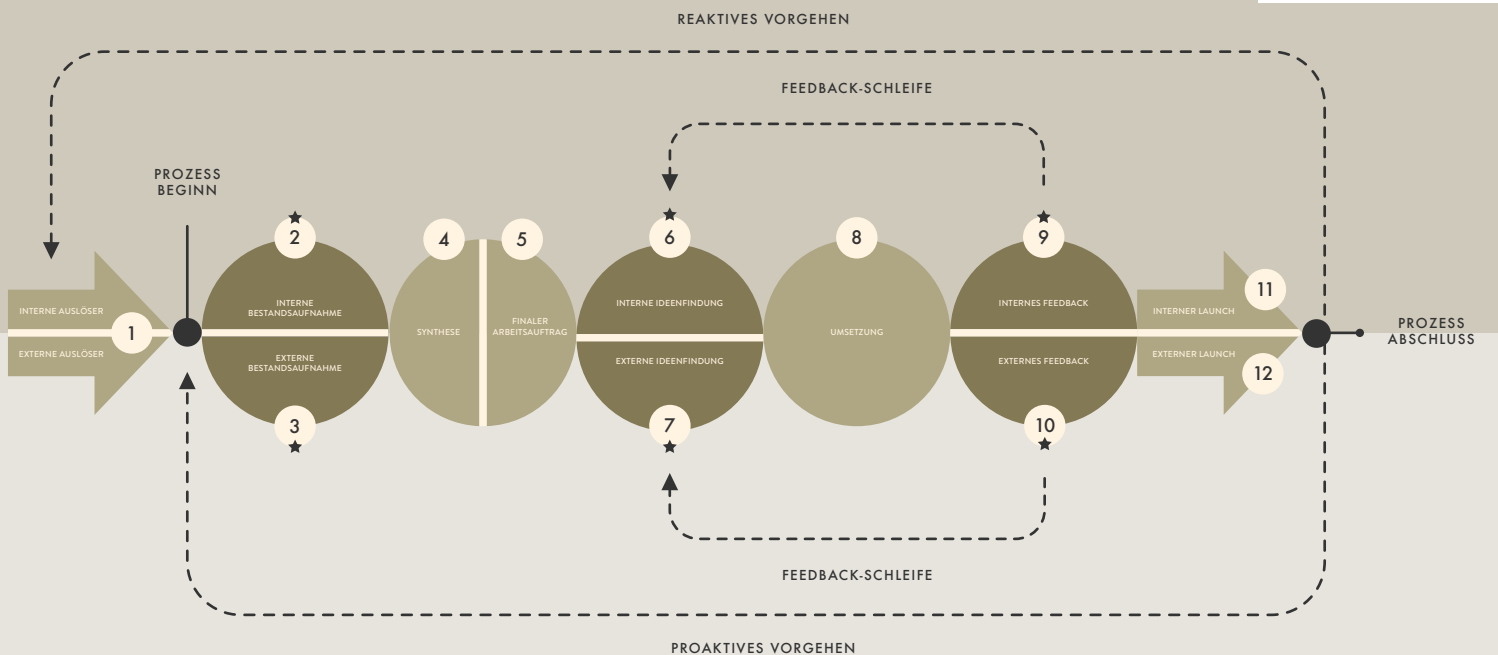 REAKTIVES VORGEHEN
FEEDBACK-SCHLEIFE
PROZESS
BEGINN
2
4
5
6
8
9
11
INTERNE AUSLÖSER
1
EXTERNE AUSLÖSER
INTERNE
BESTANDSAUFNAHME
EXTERNE
BESTANDSAUFNAHME
SYNTHESE
FINALER
ARBEITSAUFTRAG
INTERNE IDEENFINDUNG
EXTERNE IDEENFINDUNG
UMSETZUNG
INTERNES FEEDBACK
EXTERNES FEEDBACK
INTERNER LAUNCH
EXTERNER LAUNCH
PROZESS
ABSCHLUSS
12
3
7
10
FEEDBACK-SCHLEIFE
PROAKTIVES VORGEHEN